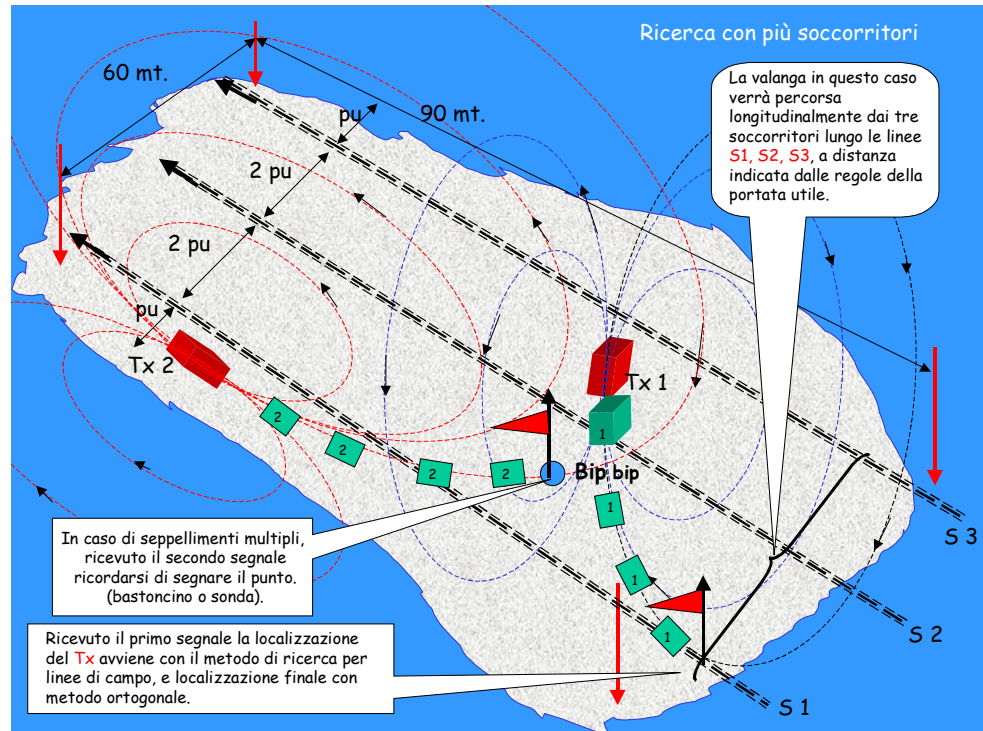 Ricerca con più soccorritori
60 mt.
90 mt.
pu
2 pu
2 pu
pu
La valanga in questo caso
verrà percorsa
longitudinalmente dai tre
soccorritori lungo le linee
S1, S2, S3, a distanza
indicata dalle regole della
portata utile.
Tx 2
Tx 1
2
2
2
2
1
1
1
1
Bip bip
In caso di seppellimenti multipli,
ricevuto il secondo segnale
ricordarsi di segnare il punto.
(bastoncino o sonda).
Ricevuto il primo segnale la localizzazione
del Tx avviene con il metodo di ricerca per
linee di campo, e localizzazione finale con
metodo ortogonale.
S 3
S 2
S 1